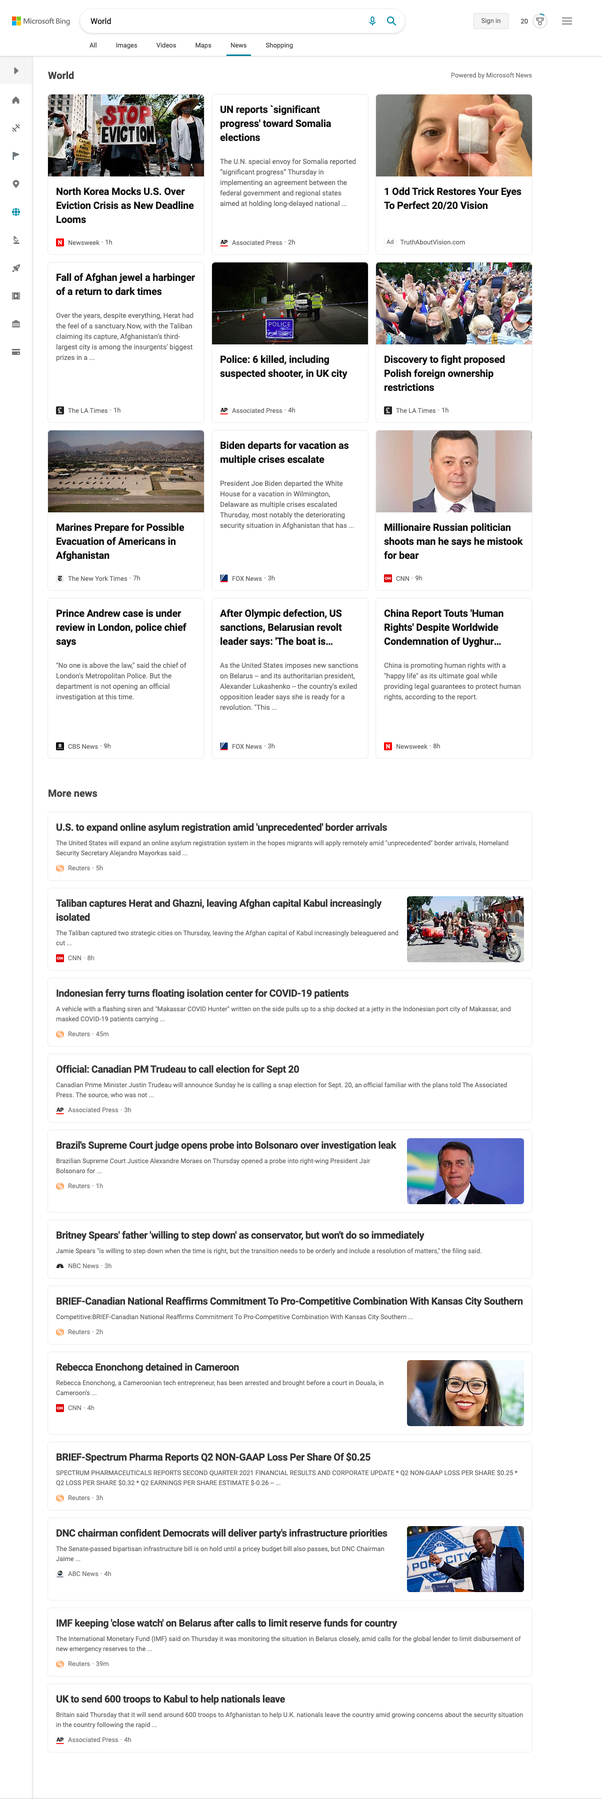 Microsoft Bing
World
Sign in
20
All
Images
Videos
Maps
News
Shopping
World
Powered by Microsoft News
STOP
EVICTION
North Korea Mocks U.S. Over
Eviction Crisis as New Deadline
Looms
Newsweek · 1h
UN reports `significant
progress' toward Somalia
elections
The U.N. special envoy for Somalia reported
"significant progress" Thursday in
implementing an agreement between the
federal government and regional states
aimed at holding long-delayed national ...
AP Associated Press · 2h
1 Odd Trick Restores Your Eyes
To Perfect 20/20 Vision
Ad TruthAboutVision.com
Fall of Afghan jewel a harbinger
of a return to dark times
Over the years, despite everything, Herat had
the feel of a sanctuary.Now, with the Taliban
claiming its capture, Afghanistan's third-
largest city is among the insurgents' biggest
prizes in a ...
The LA Times · 1h
POLICE
Police: 6 killed, including
suspected shooter, in UK city
AP Associated Press · 4h
Discovery to fight proposed
Polish foreign ownership
restrictions
The LA Times · 1h
Marines Prepare for Possible
Evacuation of Americans in
Afghanistan
The New York Times · 7h
Biden departs for vacation as
multiple crises escalate
President Joe Biden departed the White
House for a vacation in Wilmington,
Delaware as multiple crises escalated
Thursday, most notably the deteriorating
security situation in Afghanistan that has ...
FOX News · 3h
Millionaire Russian politician
shoots man he says he mistook
for bear
CNN · 9h
Prince Andrew case is under
review in London, police chief
says
"No one is above the law," said the chief of
London's Metropolitan Police. But the
department is not opening an official
investigation at this time.
CBS News · 9h
After Olympic defection, US
sanctions, Belarusian revolt
leader says: 'The boat is...
As the United States imposes new sanctions
on Belarus – and its authoritarian president,
Alexander Lukashenko – the country's exiled
opposition leader says she is ready for a
revolution. "This ...
FOX News · 3h
China Report Touts 'Human
Rights' Despite Worldwide
Condemnation of Uyghur...
China is promoting human rights with a
"happy life" as its ultimate goal while
providing legal guarantees to protect human
rights, according to the report.
Newsweek · 8h
More news
U.S. to expand online asylum registration amid 'unprecedented' border arrivals
The United States will expand an online asylum registration system in the hopes migrants will apply remotely amid "unprecedented" border arrivals, Homeland
Security Secretary Alejandro Mayorkas said ...
Reuters · 5h
Taliban captures Herat and Ghazni, leaving Afghan capital Kabul increasingly
isolated
The Taliban captured two strategic cities on Thursday, leaving the Afghan capital of Kabul increasingly beleaguered and
cut ...
CNN · 8h
Indonesian ferry turns floating isolation center for COVID-19 patients
A vehicle with a flashing siren and "Makassar COVID Hunter" written on the side pulls up to a ship docked at a jetty in the Indonesian port city of Makassar, and
masked COVID-19 patients carrying ...
Reuters · 45m
Official: Canadian PM Trudeau to call election for Sept 20
Canadian Prime Minister Justin Trudeau will announce Sunday he is calling a snap election for Sept. 20, an official familiar with the plans told The Associated
Press. The source, who was not ...
AP Associated Press · 3h
Brazil's Supreme Court judge opens probe into Bolsonaro over investigation leak
Brazilian Supreme Court Justice Alexandre Moraes on Thursday opened a probe into right-wing President Jair
Bolsonaro for ...
Reuters · 1h
Britney Spears' father 'willing to step down' as conservator, but won't do so immediately
Jamie Spears "is willing to step down when the time is right, but the transition needs to be orderly and include a resolution of matters," the filing said.
NBC News · 3h
BRIEF-Canadian National Reaffirms Commitment To Pro-Competitive Combination With Kansas City Southern
Competitive:BRIEF-Canadian National Reaffirms Commitment To Pro-Competitive Combination With Kansas City Southern ...
Reuters · 2h
Rebecca Enonchong detained in Cameroon
Rebecca Enonchong, a Cameroonian tech entrepreneur, has been arrested and brought before a court in Douala, in
Cameroon's ...
CNN · 4h
BRIEF-Spectrum Pharma Reports Q2 NON-GAAP Loss Per Share Of $0.25
SPECTRUM PHARMACEUTICALS REPORTS SECOND QUARTER 2021 FINANCIAL RESULTS AND CORPORATE UPDATE * Q2 NON-GAAP LOSS PER SHARE $0.25 *
Q2 LOSS PER SHARE $0.32 * Q2 EARNINGS PER SHARE ESTIMATE $-0.26 -- ...
Reuters · 3h
DNC chairman confident Democrats will deliver party's infrastructure priorities
The Senate-passed bipartisan infrastructure bill is on hold until a pricey budget bill also passes, but DNC Chairman
Jaime ...
ABC News · 4h
PORT CITY
IMF keeping 'close watch' on Belarus after calls to limit reserve funds for country
The International Monetary Fund (IMF) said on Thursday it was monitoring the situation in Belarus closely, amid calls for the global lender to limit disbursement of
new emergency reserves to the ...
Reuters · 39m
UK to send 600 troops to Kabul to help nationals leave
Britain said Thursday that it will send around 600 troops to Afghanistan to help U.K. nationals leave the country amid growing concerns about the security situation
in the country following the rapid ...
AP Associated Press · 4h